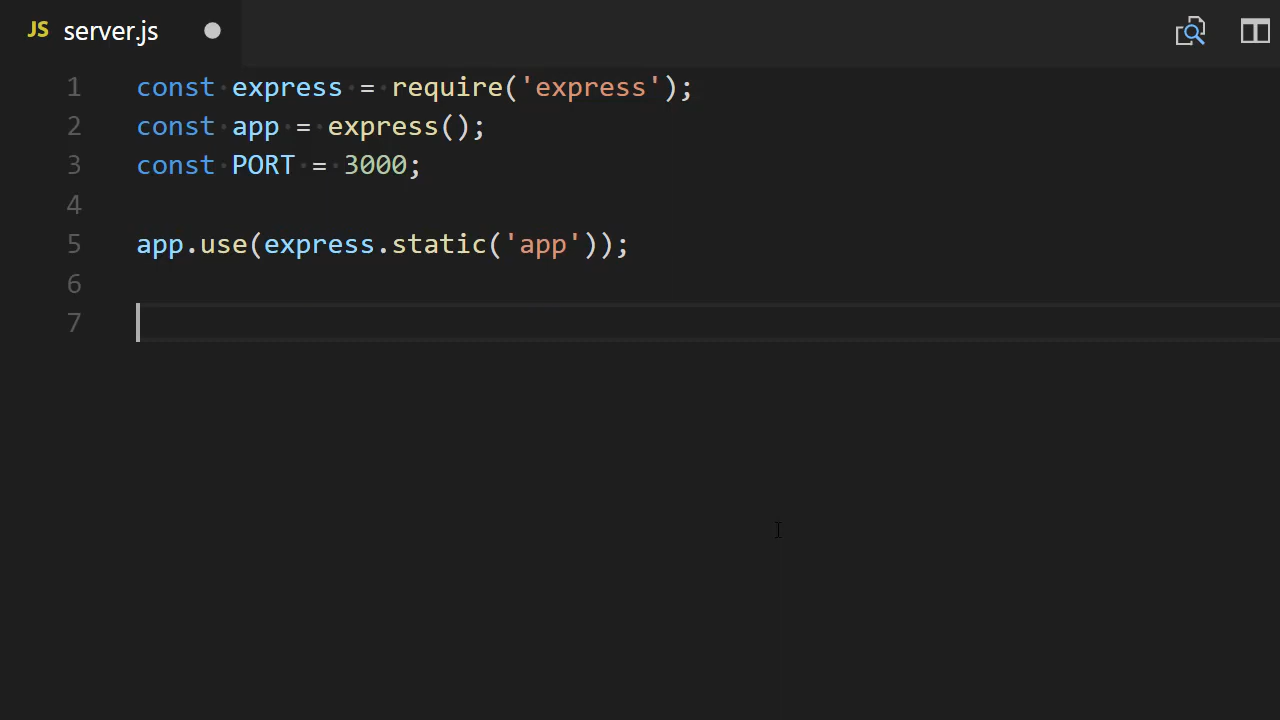 JS server.js
1 const express = require('express');
2 const app = express();
3 const PORT = 3000;
4
5 app.use(express.static('app'));
6
7